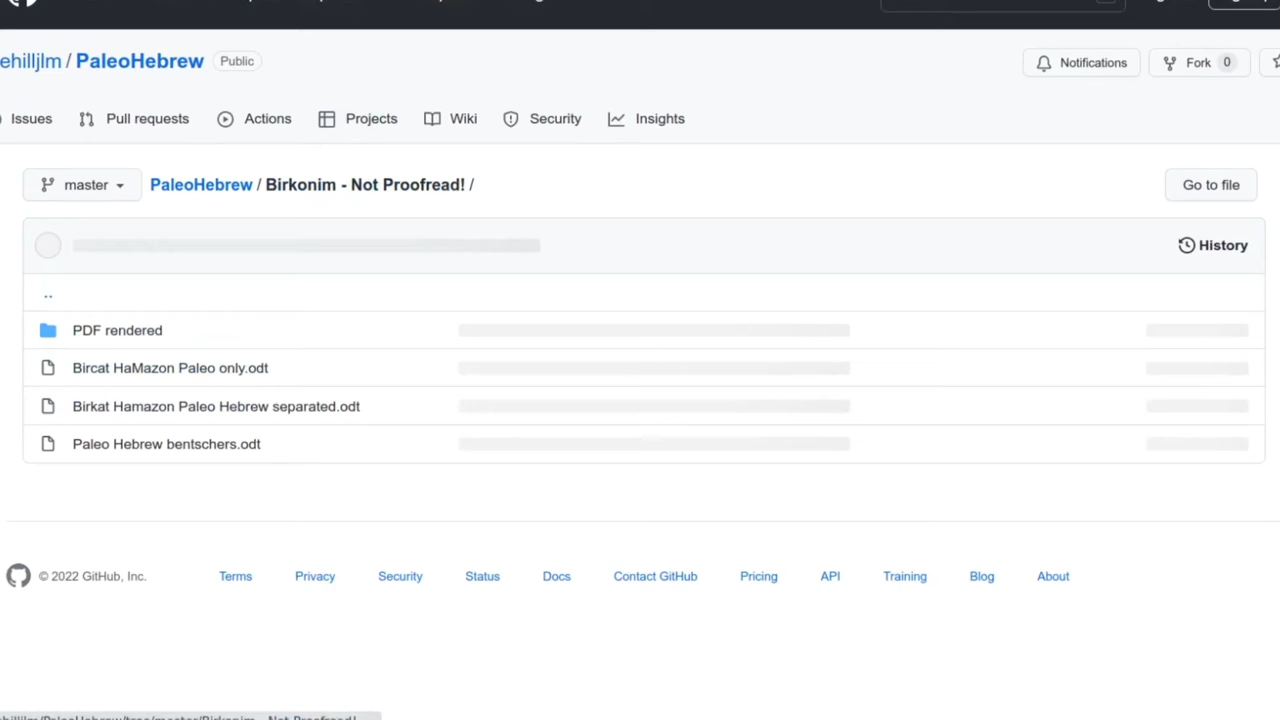 ehilljlm / PaleoHebrew Public
Notifications
Fork 0
Issues Pull requests Actions Projects Wiki Security Insights
master PaleoHebrew / Birkonim - Not Proofread! / Go to file
History
..
PDF rendered
Bircat HaMazon Paleo only.odt
Birkat Hamazon Paleo Hebrew separated.odt
Paleo Hebrew bentschers.odt
© 2022 GitHub, Inc. Terms Privacy Security Status Docs Contact GitHub Pricing API Training Blog About